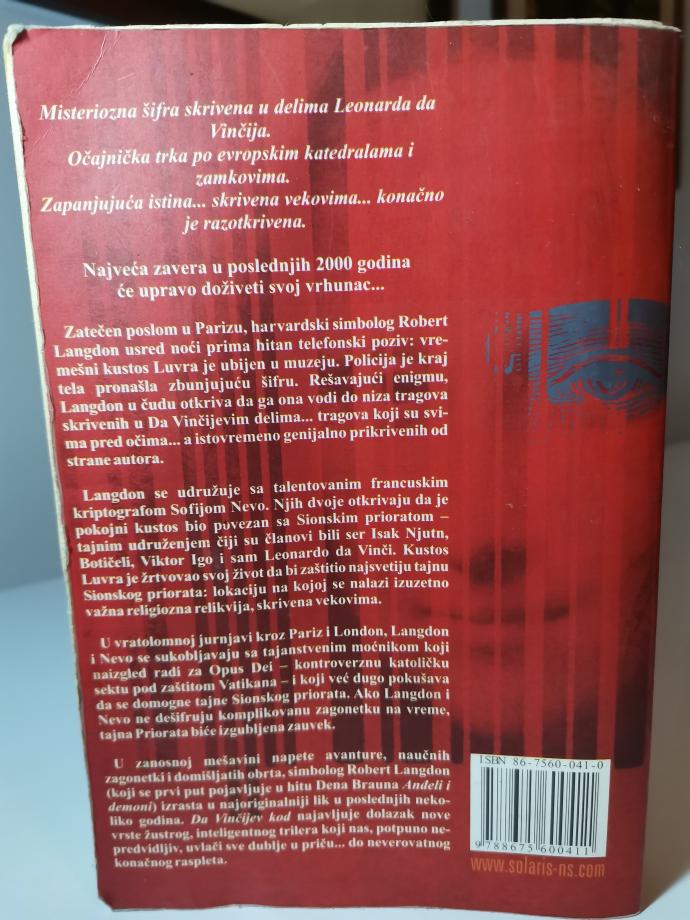 Misteriozna šifra skrivena u delima Leonarda da
Vinčija.
Očajnička trka po evropskim katedralama i
zamkovima.
Zapanjujuća istina... skrivena vekovima... konačno
je razotkrivena.
Najveća zavera u poslednjih 2000 godina
će upravo doživeti svoj vrhunac...
Zatečen poslom u Parizu, harvardski simbolog Robert
Langdon usred noći prima hitan telefonski poziv: vre-
mešni kustos Luvra je ubijen u muzeju. Policija je kraj
tela pronašla zbunjujuću šifru. Rešavajući enigmu,
Langdon u čudu otkriva da ga ona vodi do niza tragova
skrivenih u Da Vinčijevim delima... tragova koji su svi-
ma pred očima... a istovremeno genijalno prikrivenih od
strane autora.
Langdon se udružuje sa talentovanim francuskim
kriptografom Sofijom Nevo. Njih dvoje otkrivaju da je
pokojni kustos bio povezan sa Sionskim prioratom –
tajnim udruženjem čiji su članovi bili ser Isak Njutn,
Botičeli, Viktor Igo i sam Leonardo da Vinči. Kustos
Luvra je žrtvovao svoj život da bi zaštitio najsvetiju tajnu
Sionskog priorata: lokaciju na kojoj se nalazi izuzetno
važna religiozna relikvija, skrivena vekovima.
U vratolomnoj jurnjavi kroz Pariz i London, Langdon
i Nevo se sukobljavaju sa tajanstvenim moćnikom koji
naizgled radi za Opus Dei – kontroverznu katoličku
sektu pod zaštitom Vatikana – i koji već dugo pokušava
da se domogne tajne Sionskog priorata. Ako Langdon i
Nevo ne dešifruju komplikovanu zagonetku na vreme,
tajna Priorata biće izgubljena zauvek.
U zanosnoj mešavini napete avanture, naučnih
zagonetki i domišljatih obrta, simbolog Robert Langdon
(koji se prvi put pojavljuje u hitu Dena Brauna Anđeli i
demoni) izrasta u najoriginalniji lik u poslednjih neko-
liko godina. Da Vinčijev kod najavljuje dolazak nove
vrste žustrog, inteligentnog trilera koji nas, potpuno ne-
predvidljiv, uvlači sve dublje u priču... do neverovatnog
konačnog raspleta.
ISBN 86-7560-041-0
9 788675 600411
www.solaris-ns.com